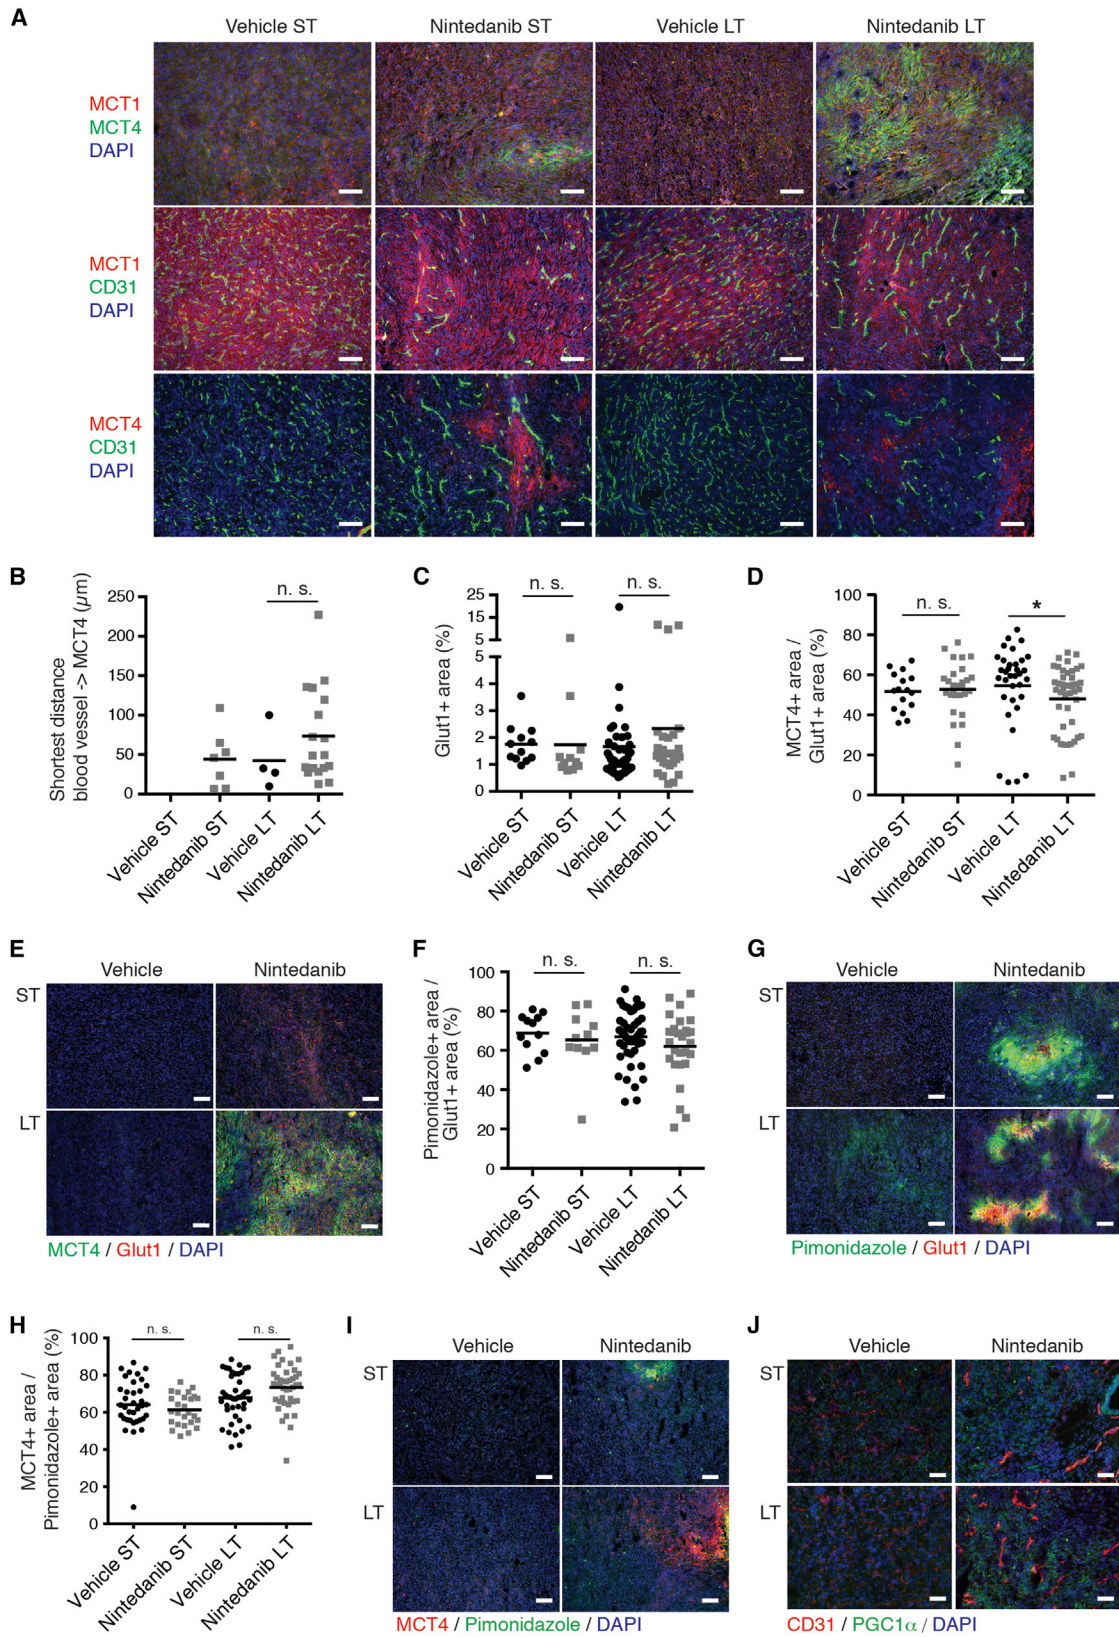 A
Vehicle ST
Nintedanib ST
Vehicle LT
Nintedanib LT
MCT1
MCT4
DAPI
MCT1
CD31
DAPI
MCT4
CD31
DAPI
B
Shortest distance
blood vessel -> MCT4 (µm)
250
200
150
100
50
0
n. s.
Vehicle ST
Nintedanib ST
Vehicle LT
Nintedanib LT
C
Glut1+ area (%)
25
15
5
5
4
3
2
1
0
n. s.
n. s.
Vehicle ST
Nintedanib ST
Vehicle LT
Nintedanib LT
D
MCT4+ area /
Glut1+ area (%)
100
80
60
40
20
0
n. s.
*
Vehicle ST
Nintedanib ST
Vehicle LT
Nintedanib LT
E
Vehicle
Nintedanib
ST
LT
MCT4 / Glut1 / DAPI
F
Pimonidazole+ area /
Glut1+ area (%)
100
80
60
40
20
0
n. s.
n. s.
Vehicle ST
Nintedanib ST
Vehicle LT
Nintedanib LT
G
Vehicle
Nintedanib
ST
LT
Pimonidazole / Glut1 / DAPI
H
MCT4+ area /
Pimonidazole+ area (%)
100
80
60
40
20
0
n. s.
n. s.
Vehicle ST
Nintedanib ST
Vehicle LT
Nintedanib LT
I
Vehicle
Nintedanib
ST
LT
MCT4 / Pimonidazole / DAPI
J
Vehicle
Nintedanib
ST
LT
CD31 / PGC1α / DAPI